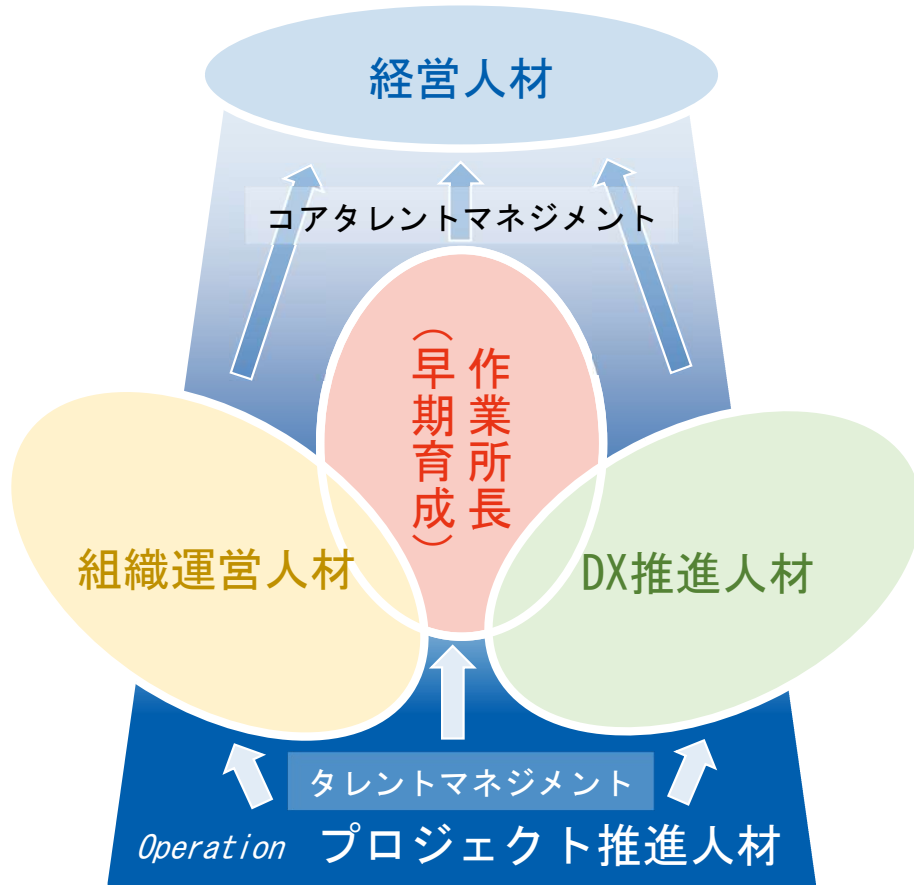 経営人材
コアタレントマネジメント
作業所長
(早期育成)
組織運営人材
DX推進人材
タレントマネジメント
Operation プロジェクト推進人材